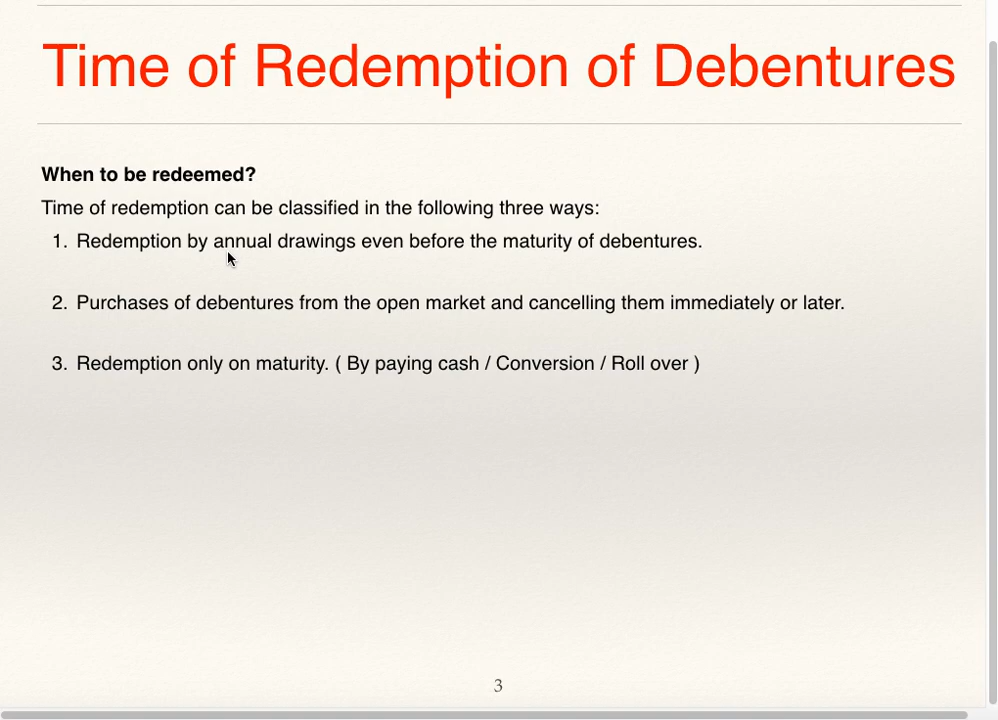 Time of Redemption of Debentures
When to be redeemed?
Time of redemption can be classified in the following three ways:
1. Redemption by annual drawings even before the maturity of debentures.
2. Purchases of debentures from the open market and cancelling them immediately or later.
3. Redemption only on maturity. ( By paying cash / Conversion / Roll over )
3